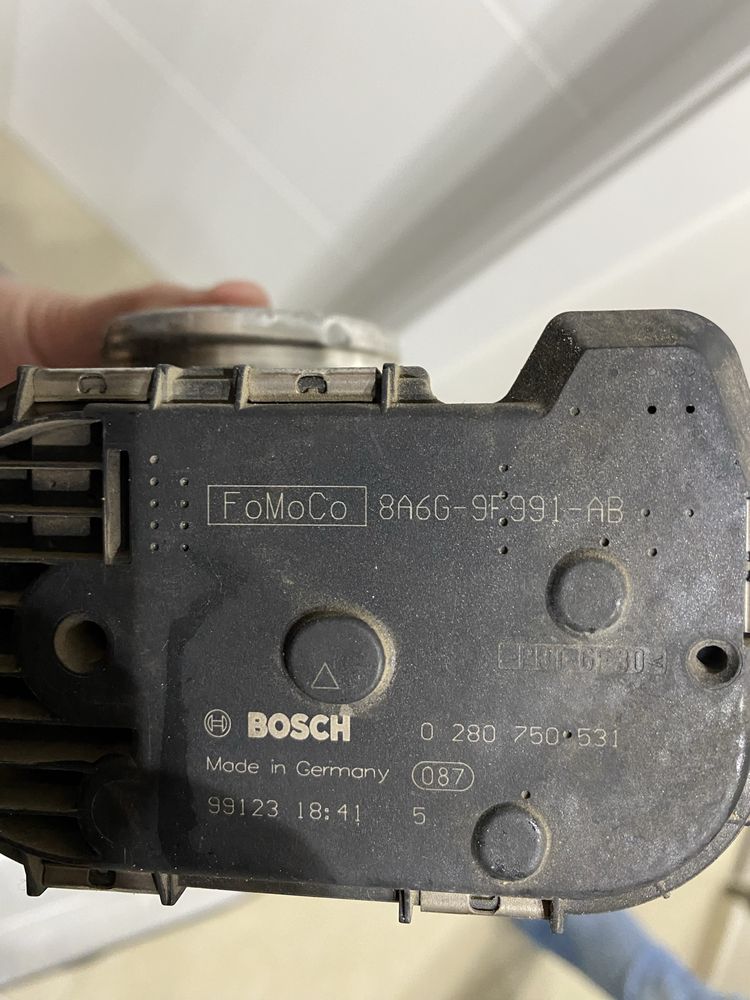 FoMoCo 8A6G-9F991-AB
BOSCH 0 280 750 531
Made in Germany 087
99123 18:41 5